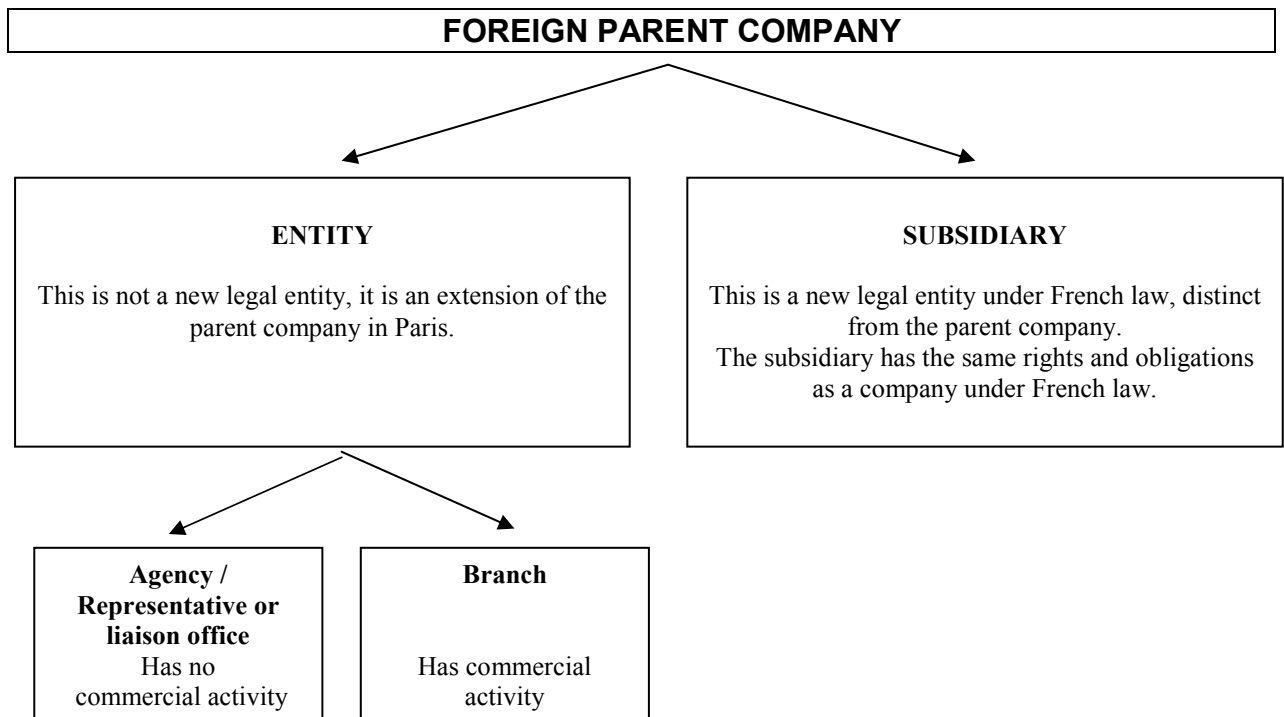 FOREIGN PARENT COMPANY
ENTITY
This is not a new legal entity, it is an extension of the
parent company in Paris.
SUBSIDIARY
This is a new legal entity under French law, distinct
from the parent company.
The subsidiary has the same rights and obligations
as a company under French law.
Agency /
Representative or
liaison office
Has no
commercial activity
Branch
Has commercial
activity